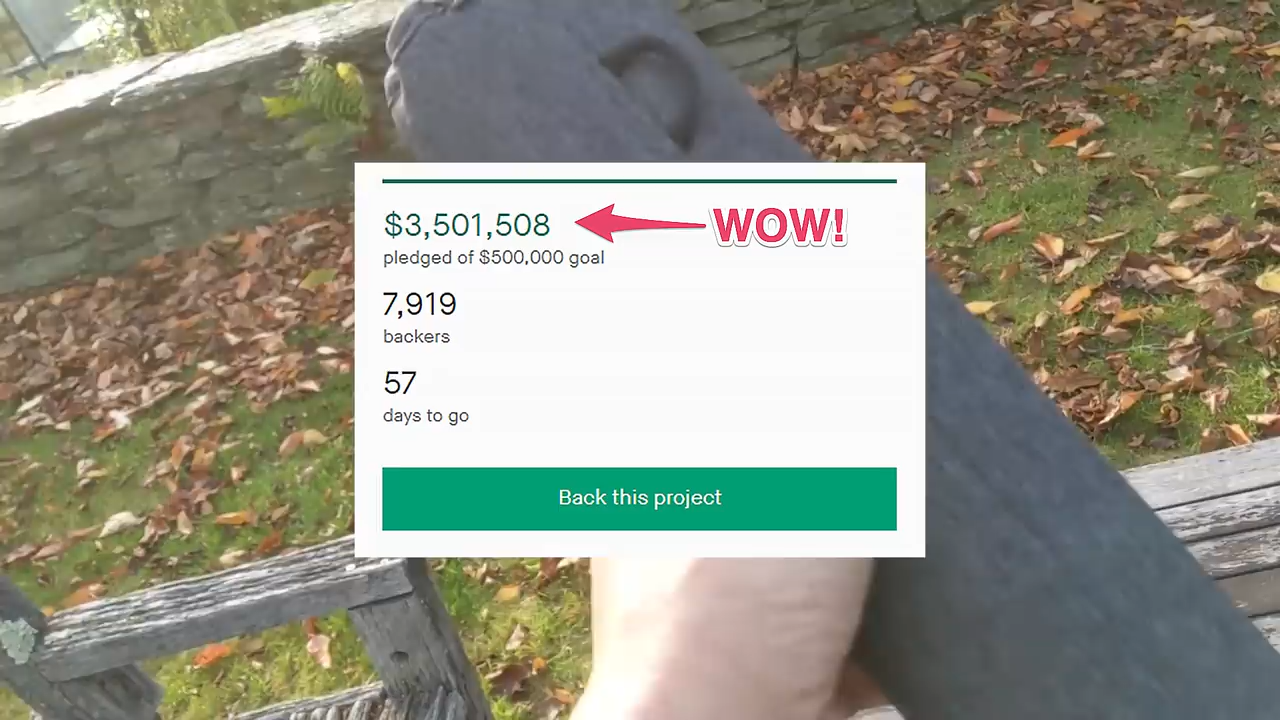 $3,501,508
WOW!
pledged of $500,000 goal
7,919
backers
57
days to go
Back this project